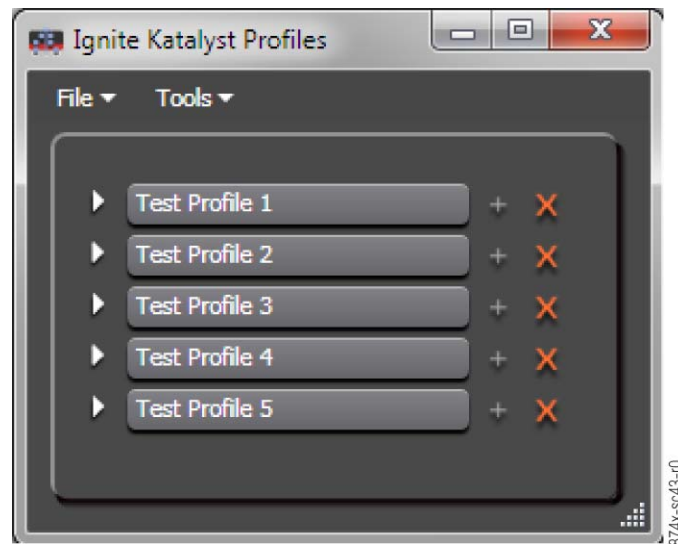 Ignite Katalyst Profiles
File Tools
Test Profile 1
Test Profile 2
Test Profile 3
Test Profile 4
Test Profile 5